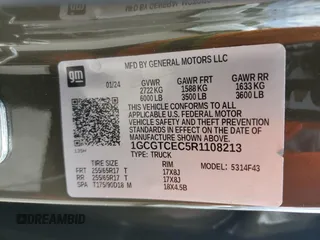 gm
MFD BY GENERAL MOTORS LLC
01/24 GVWR GAWR FRT GAWR RR
2722 KG 1588 KG 1633 KG
6000 LB 3500 LB 3600 LB
THIS VEHICLE CONFORMS TO ALL
APPLICABLE U.S. FEDERAL MOTOR
VEHICLE SAFETY STANDARDS IN
EFFECT ON THE DATE OF
MANUFACTURE SHOWN ABOVE.
1GCGTCEC5R1108213
TYPE: TRUCK
MODEL: 5314F43
TIRE SIZE RIM
FRT 255/65R17 T 17X8J
RR 255/65R17 T 17X8J
SPA T175/90D18 M 18X4.5B
© DREAMBID